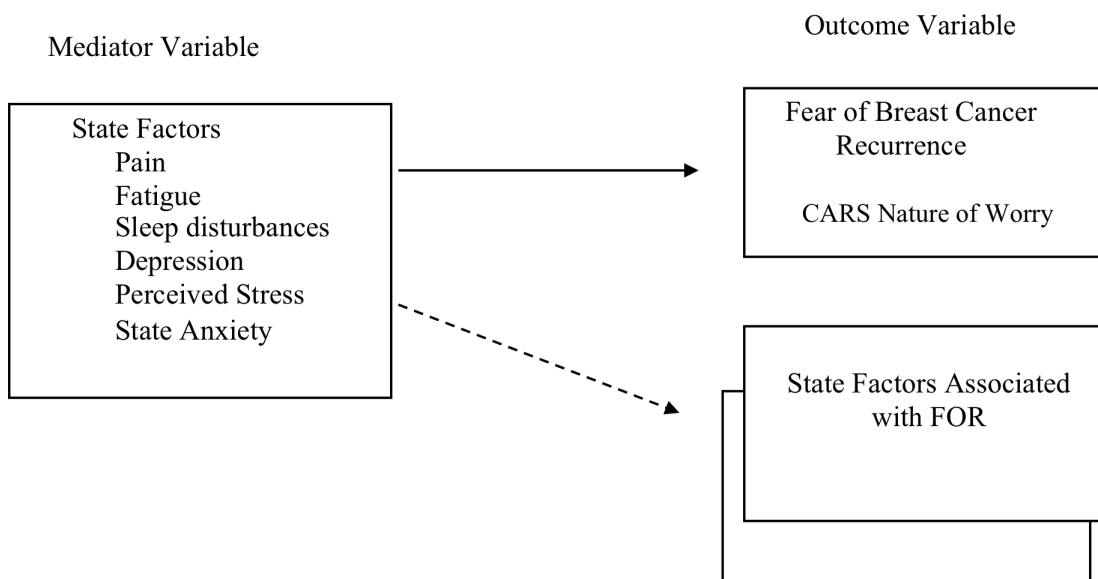 Mediator Variable
State Factors
Pain
Fatigue
Sleep disturbances
Depression
Perceived Stress
State Anxiety
Outcome Variable
Fear of Breast Cancer
Recurrence
CARS Nature of Worry
State Factors Associated
with FOR